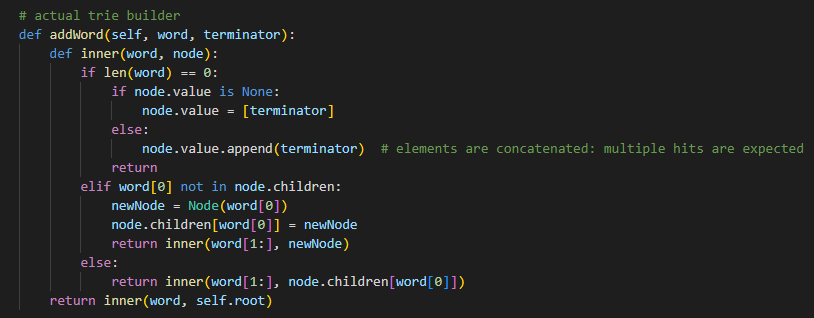 # actual trie builder
def addWord(self, word, terminator):
    def inner(word, node):
        if len(word) == 0:
            if node.value is None:
                node.value = [terminator]
            else:
                node.value.append(terminator)  # elements are concatenated: multiple hits are expected
            return
        elif word[0] not in node.children:
            newNode = Node(word[0])
            node.children[word[0]] = newNode
            return inner(word[1:], newNode)
        else:
            return inner(word[1:], node.children[word[0]])
    return inner(word, self.root)